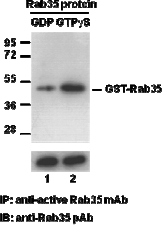 Rab35 protein
GDP GTPγS
95
72
55
GST-Rab35
36
28
1 2
IP: anti-active Rab35 mAb
IB: anti-Rab35 pAb